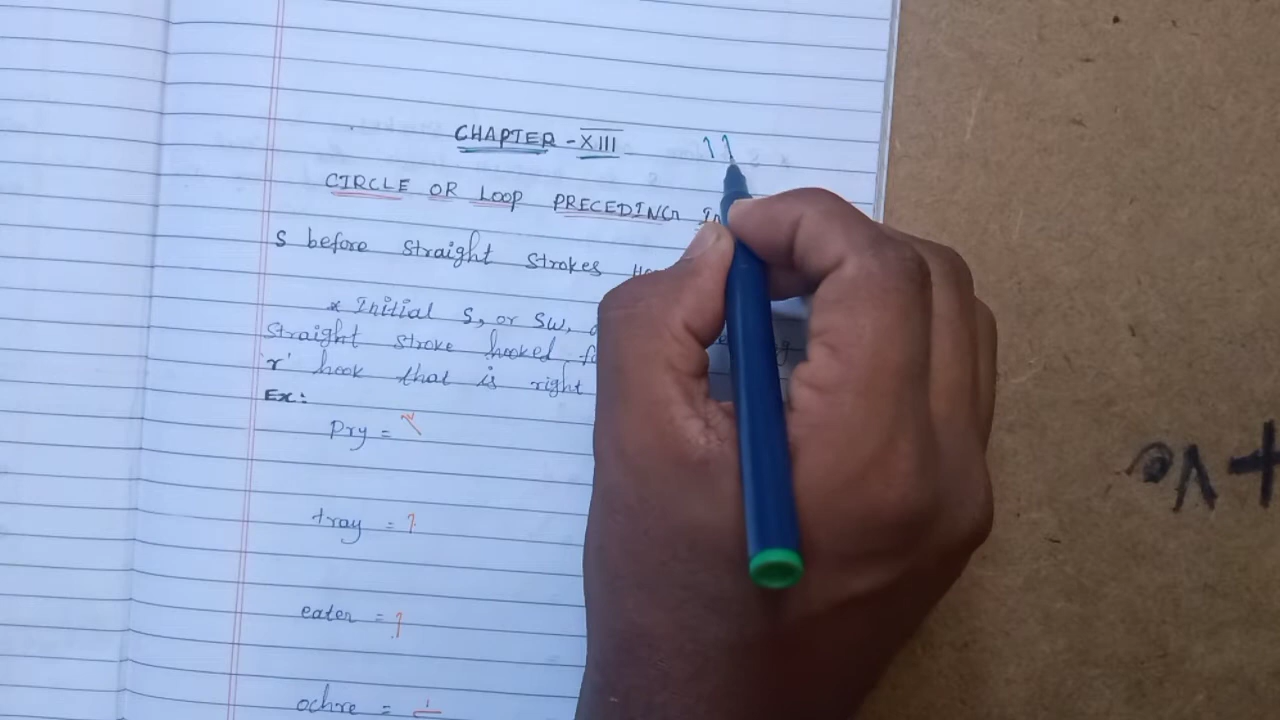 CHAPTER - XIII
CIRCLE OR LOOP PRECEDING
S before straight strokes
* Initial S, or SW,
straight stroke hooked
'r' hook that is right
Ex:
Pry =
tray =
eater =
ochre =
+ve